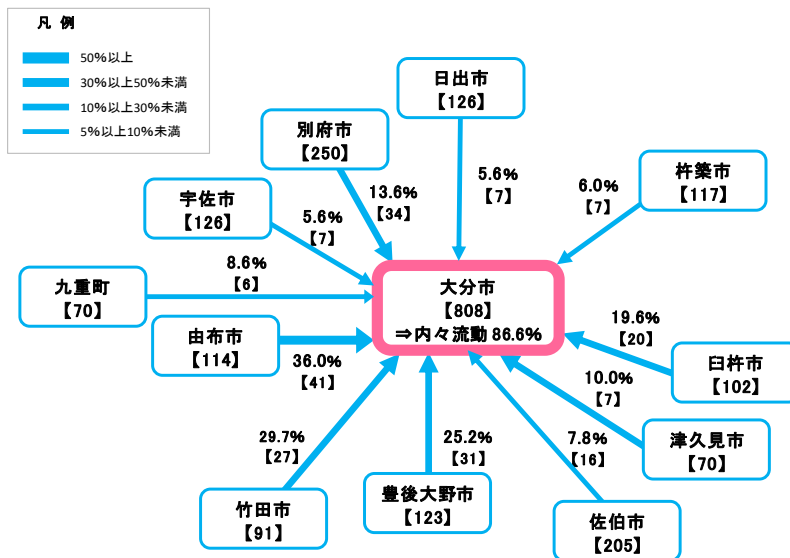 凡 例
50%以上
30%以上50%未満
10%以上30%未満
5%以上10%未満
日出市
【126】
別府市
【250】
宇佐市
【126】
九重町
【70】
由布市
【114】
竹田市
【91】
豊後大野市
【123】
佐伯市
【205】
津久見市
【70】
臼杵市
【102】
杵築市
【117】
大分市
【808】
⇒内々流動 86.6%
5.6%
【7】
13.6%
【34】
5.6%
【7】
8.6%
【6】
36.0%
【41】
29.7%
【27】
25.2%
【31】
7.8%
【16】
10.0%
【7】
19.6%
【20】
6.0%
【7】